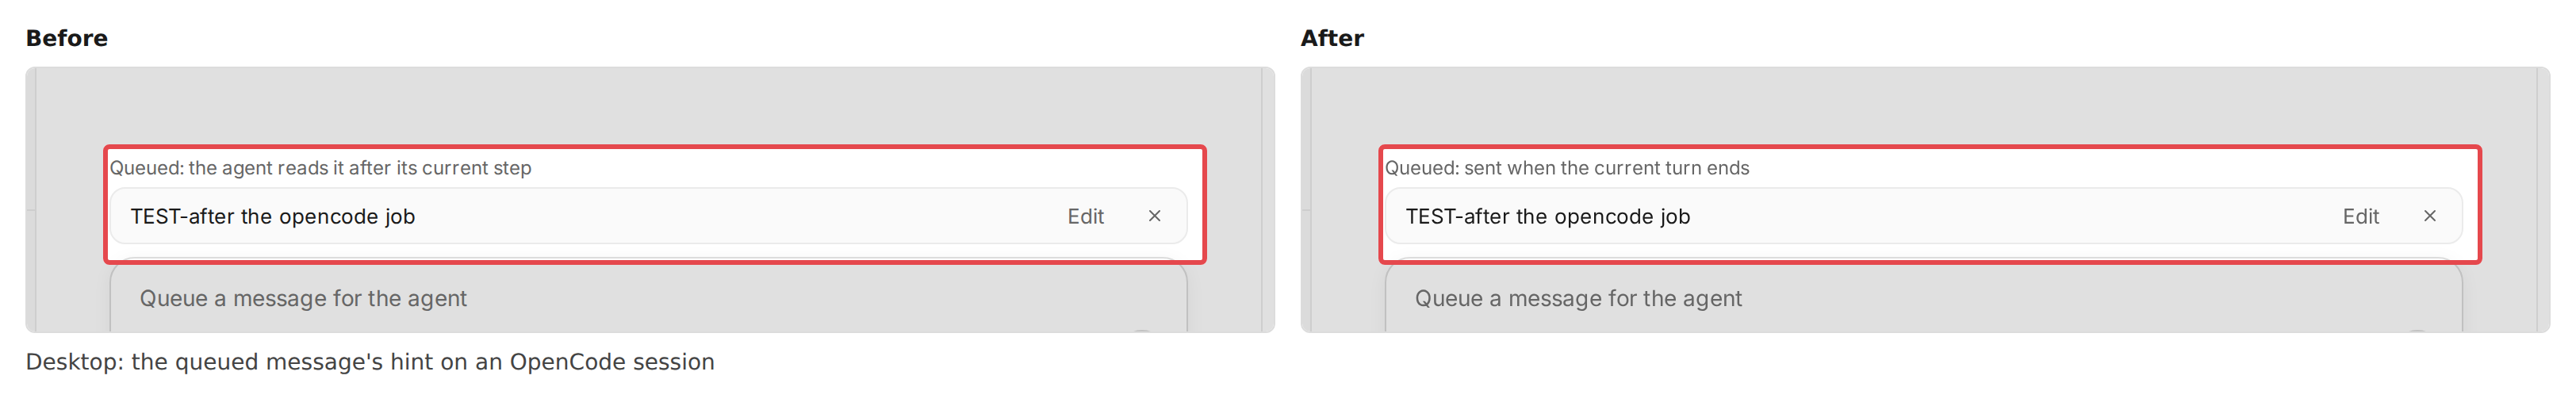 Before
Queued: the agent reads it after its current step
TEST-after the opencode job Edit ×
Queue a message for the agent
After
Queued: sent when the current turn ends
TEST-after the opencode job Edit ×
Queue a message for the agent
Desktop: the queued message's hint on an OpenCode session